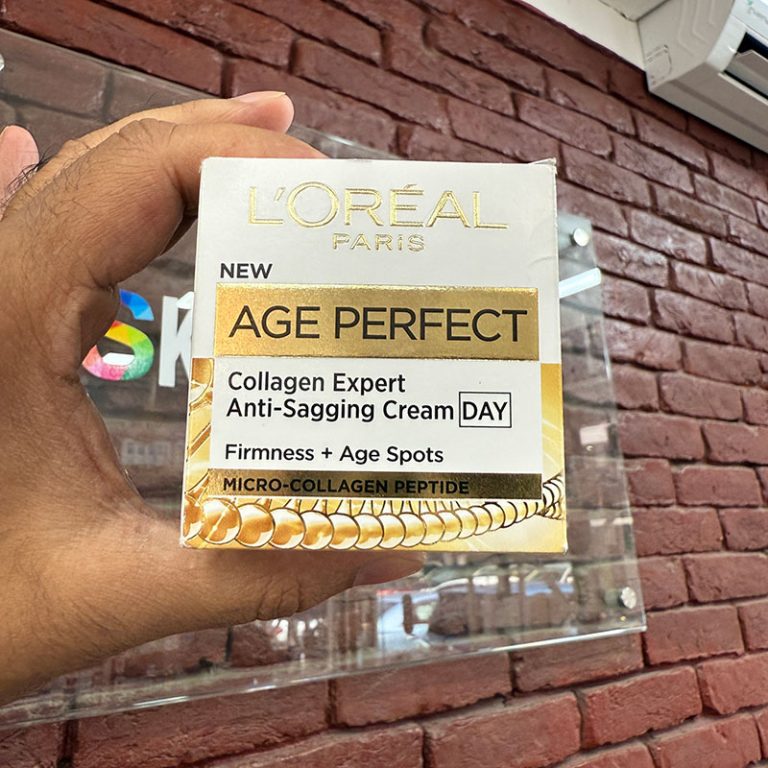 L'ORÉAL
PARIS
NEW
AGE PERFECT
Collagen Expert
Anti-Sagging Cream DAY
Firmness + Age Spots
MICRO-COLLAGEN PEPTIDE